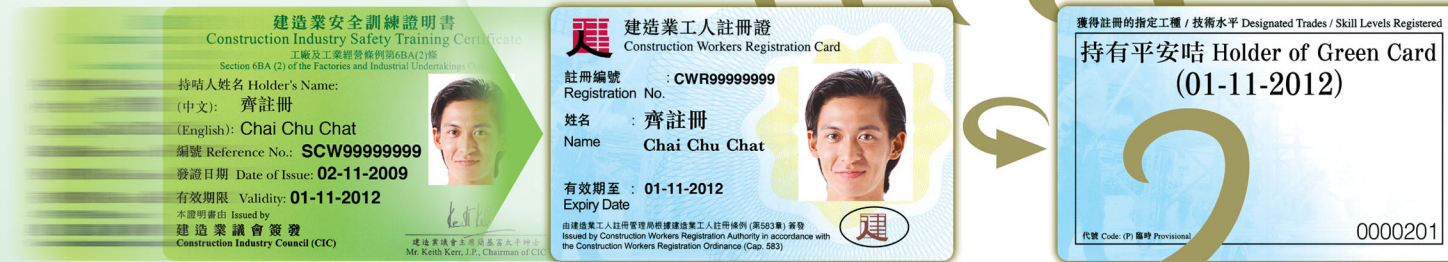 建造業安全訓練證明書
Construction Industry Safety Training Certificate
工廠及工業經營條例第6BA(2)條
Section 6BA (2) of the Factories and Industrial Undertakings
持咭人姓名 Holder's Name:
(中文): 齊註冊
(English): Chai Chu Chat
編號 Reference No.: SCW99999999
發證日期 Date of Issue: 02-11-2009
有效期限 Validity: 01-11-2012
本證明書由 Issued by
建造業議會簽發
Construction Industry Council (CIC)
建造業議會主席
Mr. Keith Kerr, J.P., Chairman of CIC
建造業工人註冊證
Construction Workers Registration Card
註冊編號 : CWR99999999
Registration No.
姓名 : 齊註冊
Name Chai Chu Chat
有效期至 : 01-11-2012
Expiry Date
由建造業工人註冊管理局根據建造業工人註冊條例 (第583章) 簽發
Issued by Construction Workers Registration Authority in accordance with
the Construction Workers Registration Ordinance (Cap. 583)
建
獲得註冊的指定工種 / 技術水平 Designated Trades / Skill Levels Registered
持有平安咭 Holder of Green Card
(01-11-2012)
代號 Code: (P) 臨時 Provisional
0000201